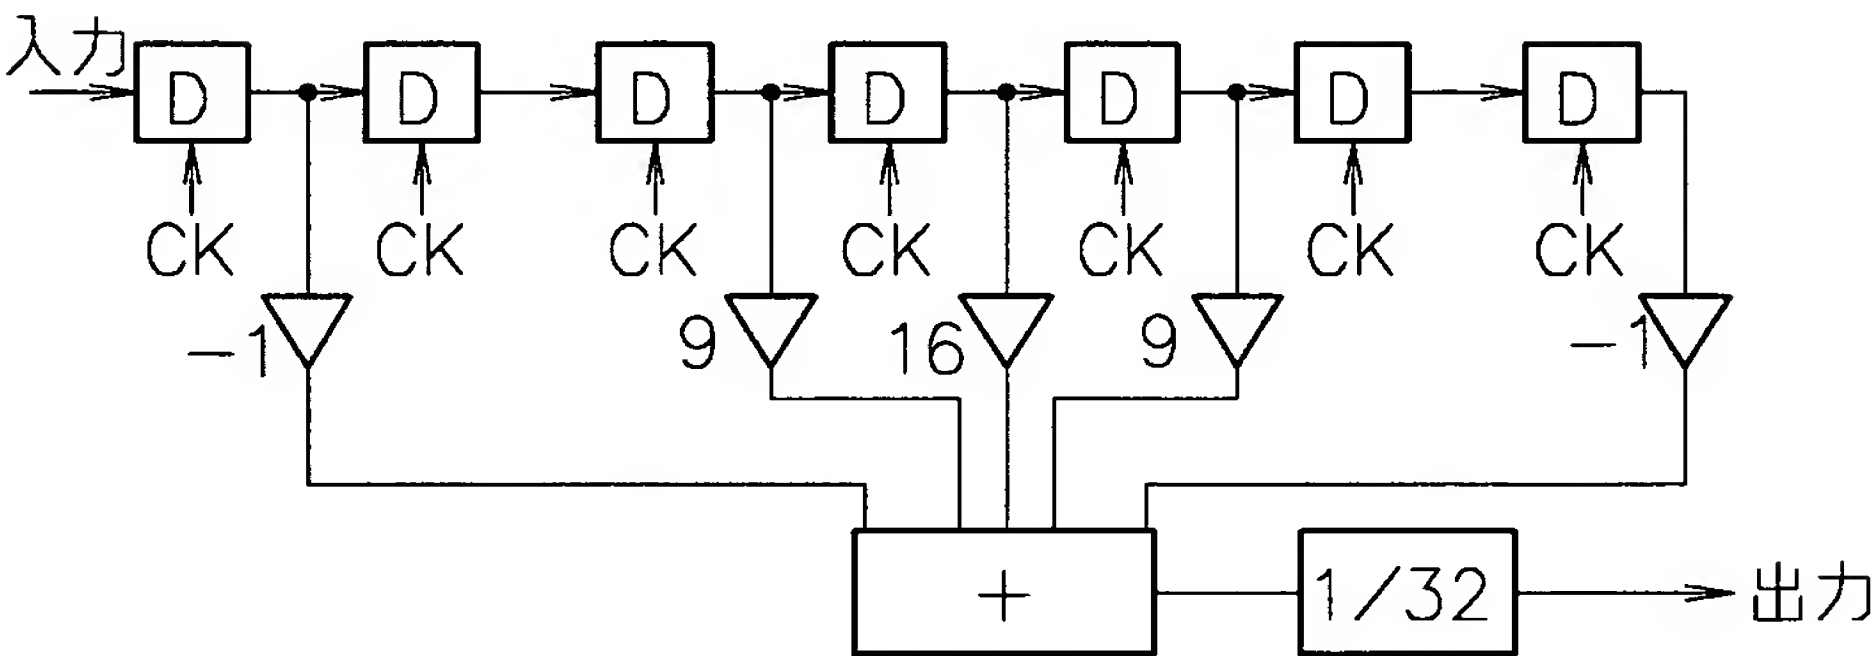 入力
D D D D D D D
CK CK CK CK CK CK CK
-1 9 16 9 -1
+ 1/32 出力